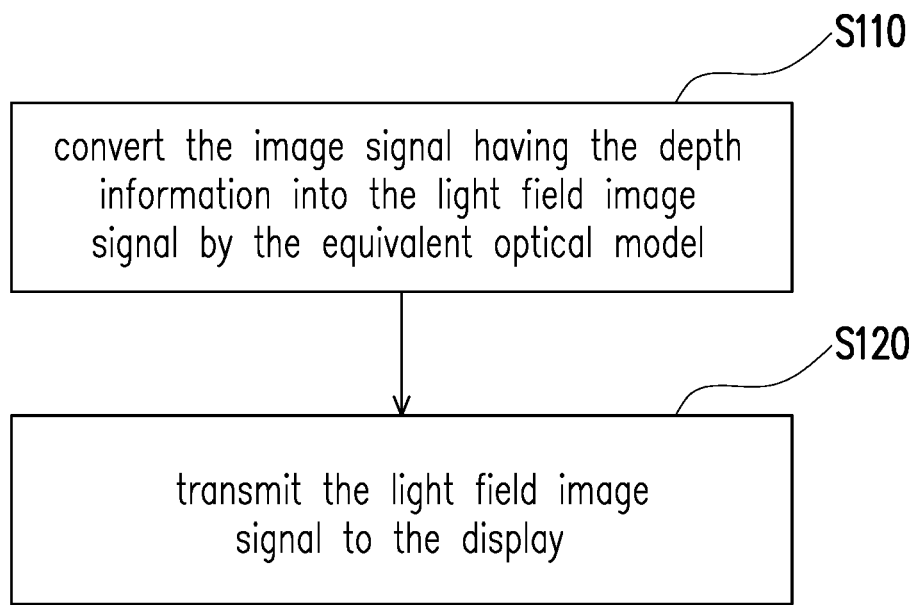 S110
convert the image signal having the depth
information into the light field image
signal by the equivalent optical model
S120
transmit the light field image
signal to the display